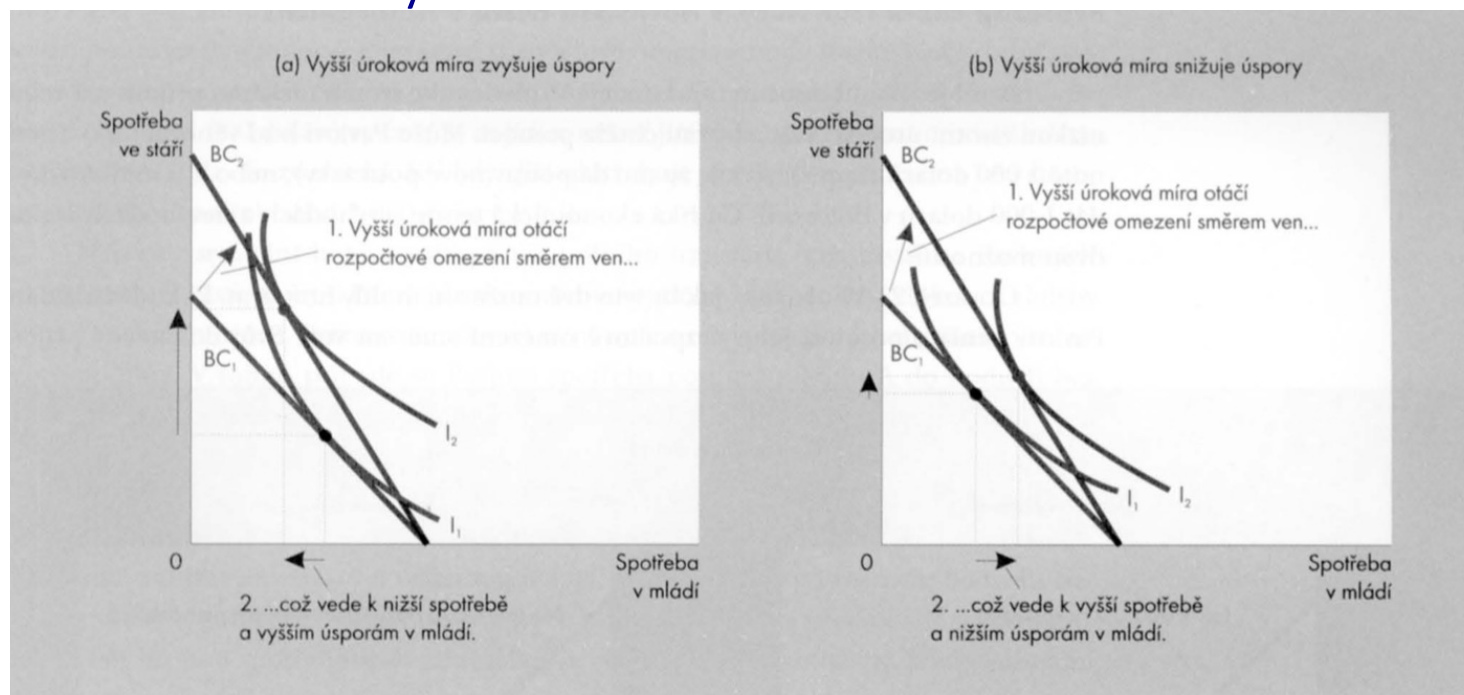 (a) Vyšší úroková míra zvyšuje úspory
Spotřeba
ve stáří
BC2
1. Vyšší úroková míra otáčí
rozpočtové omezení směrem ven...
BC1
I2
I1
0
Spotřeba
v mládí
2. ...což vede k nižší spotřebě
a vyšším úsporám v mládí.
(b) Vyšší úroková míra snižuje úspory
Spotřeba
ve stáří
BC2
1. Vyšší úroková míra otáčí
rozpočtové omezení směrem ven...
BC1
I1
I2
0
Spotřeba
v mládí
2. ...což vede k vyšší spotřebě
a nižším úsporám v mládí.